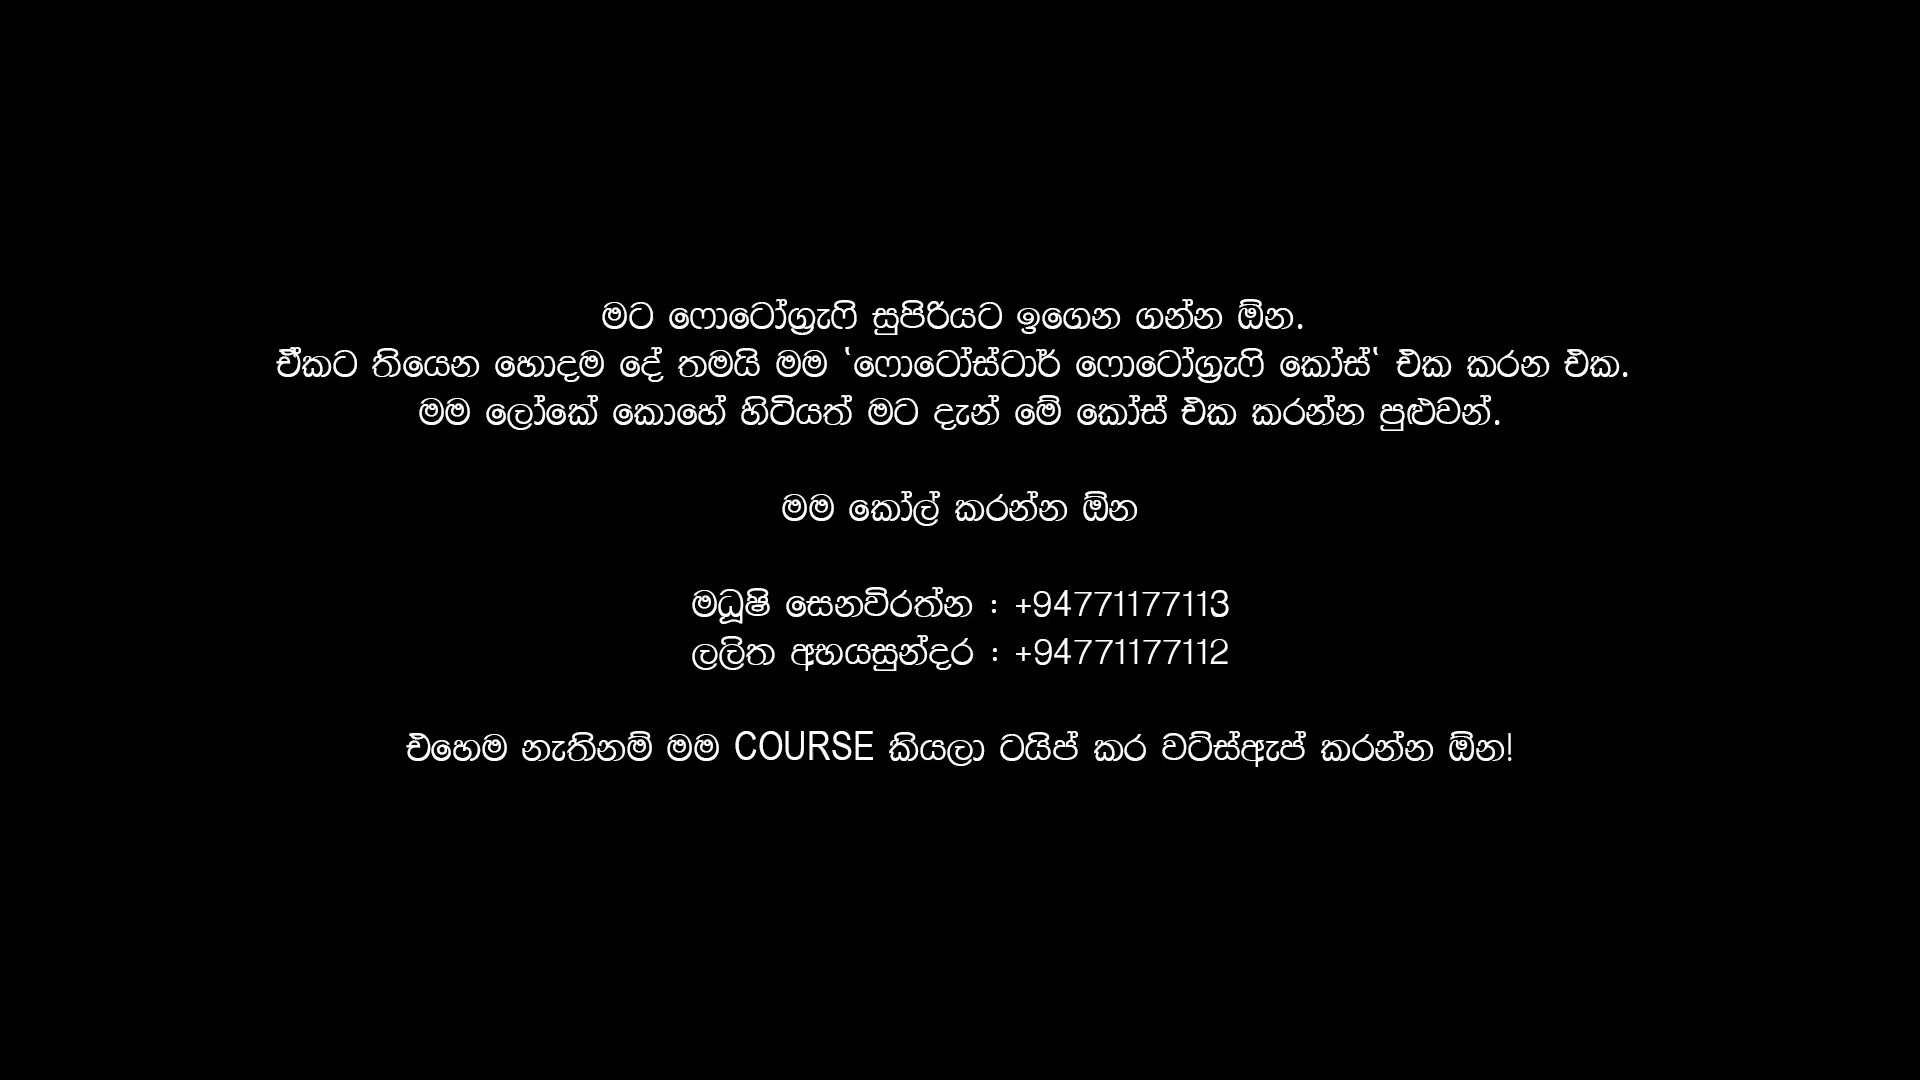 මට ෆොටෝග්‍රැෆි සුපිරියට ඉගෙන ගන්න ඕන.
ඒකට තියෙන හොදම දේ තමයි මම ‛ෆොටෝස්ටාර් ෆොටෝග්‍රැෆි කෝස්‛ එක කරන එක.
මම ලෝකේ කොහේ හිටියත් මට දැන් මේ කෝස් එක කරන්න පුළුවන්.
මම කෝල් කරන්න ඕන
මධූෂි සෙනවිරත්න : +94771177113
ලලිත අභයසුන්දර : +94771177112
එහෙම නැතිනම් මම COURSE කියලා ටයිප් කර වට්ස්ඇප් කරන්න ඕන!